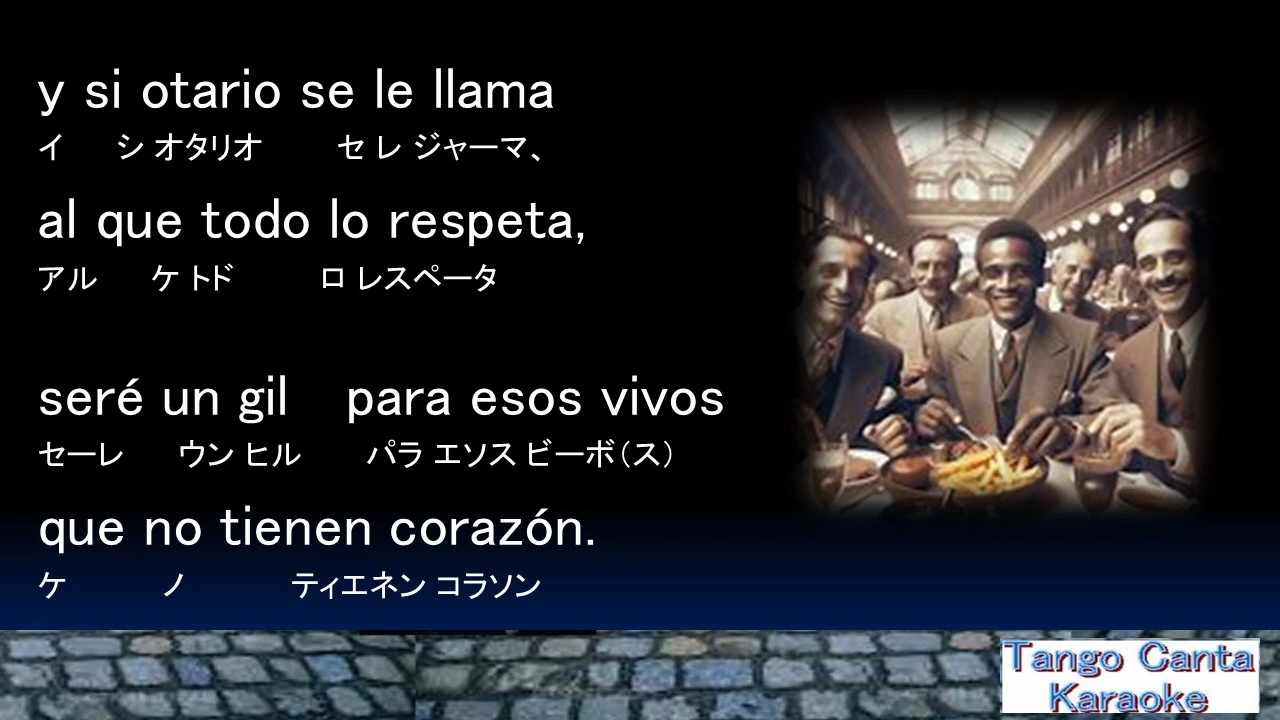 y si otario se le llama
イ シ オタリオ セ レ ジャーマ、
al que todo lo respeta,
アル ケ トド ロ レスペータ
seré un gil para esos vivos
セーレ ウン ヒル パラ エソス ビーボ（ス）
que no tienen corazón.
ケ ノ ティエネン コラソン
Tango Canta
Karaoke